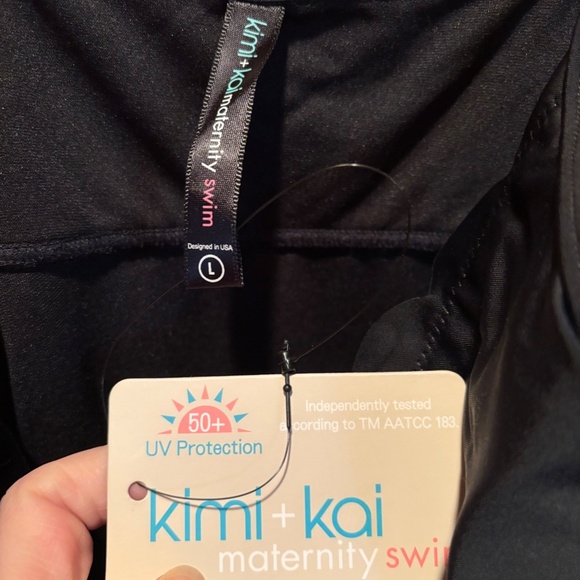 kimi+kai maternity swim
Designed in USA
L
50+
UV Protection
Independently tested
according to TM AATCC 183.
kimi+kai
maternity swim